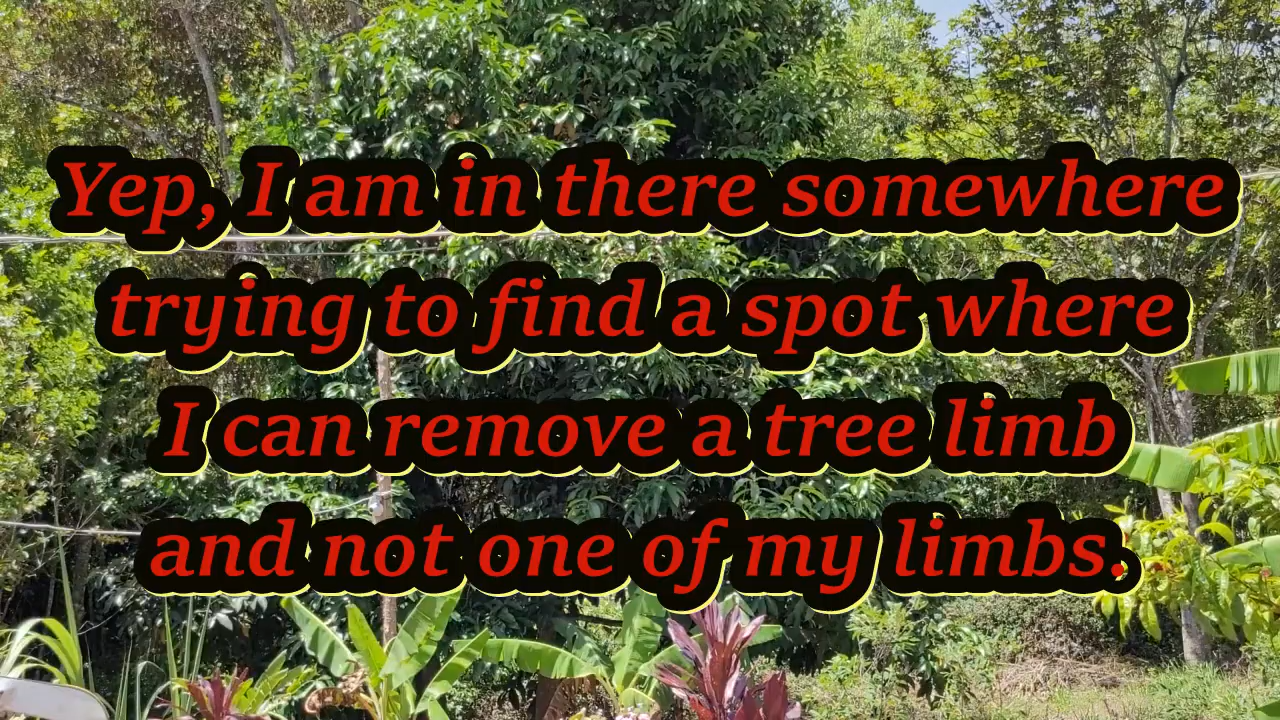 Yep, I am in there somewhere
trying to find a spot where
I can remove a tree limb
and not one of my limbs.